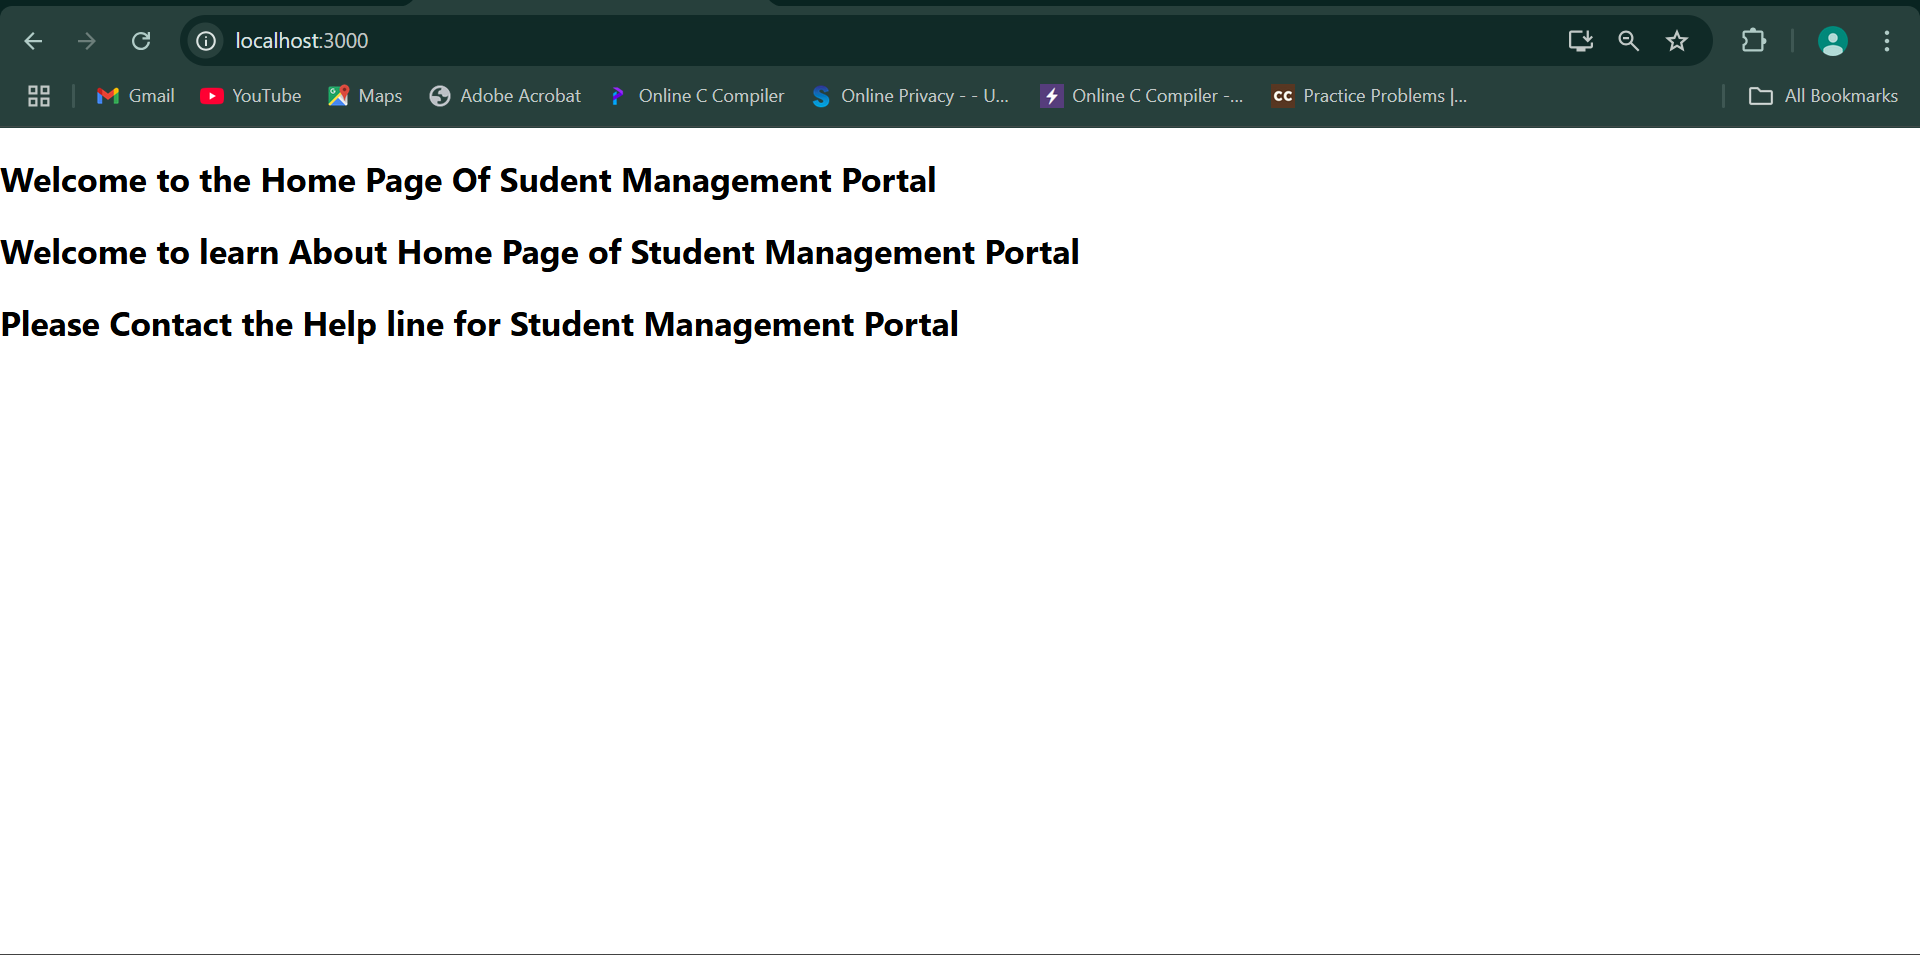 localhost:3000
Gmail YouTube Maps Adobe Acrobat Online C Compiler Online Privacy - - U... Online C Compiler -... CC Practice Problems |... All Bookmarks
Welcome to the Home Page Of Sudent Management Portal
Welcome to learn About Home Page of Student Management Portal
Please Contact the Help line for Student Management Portal